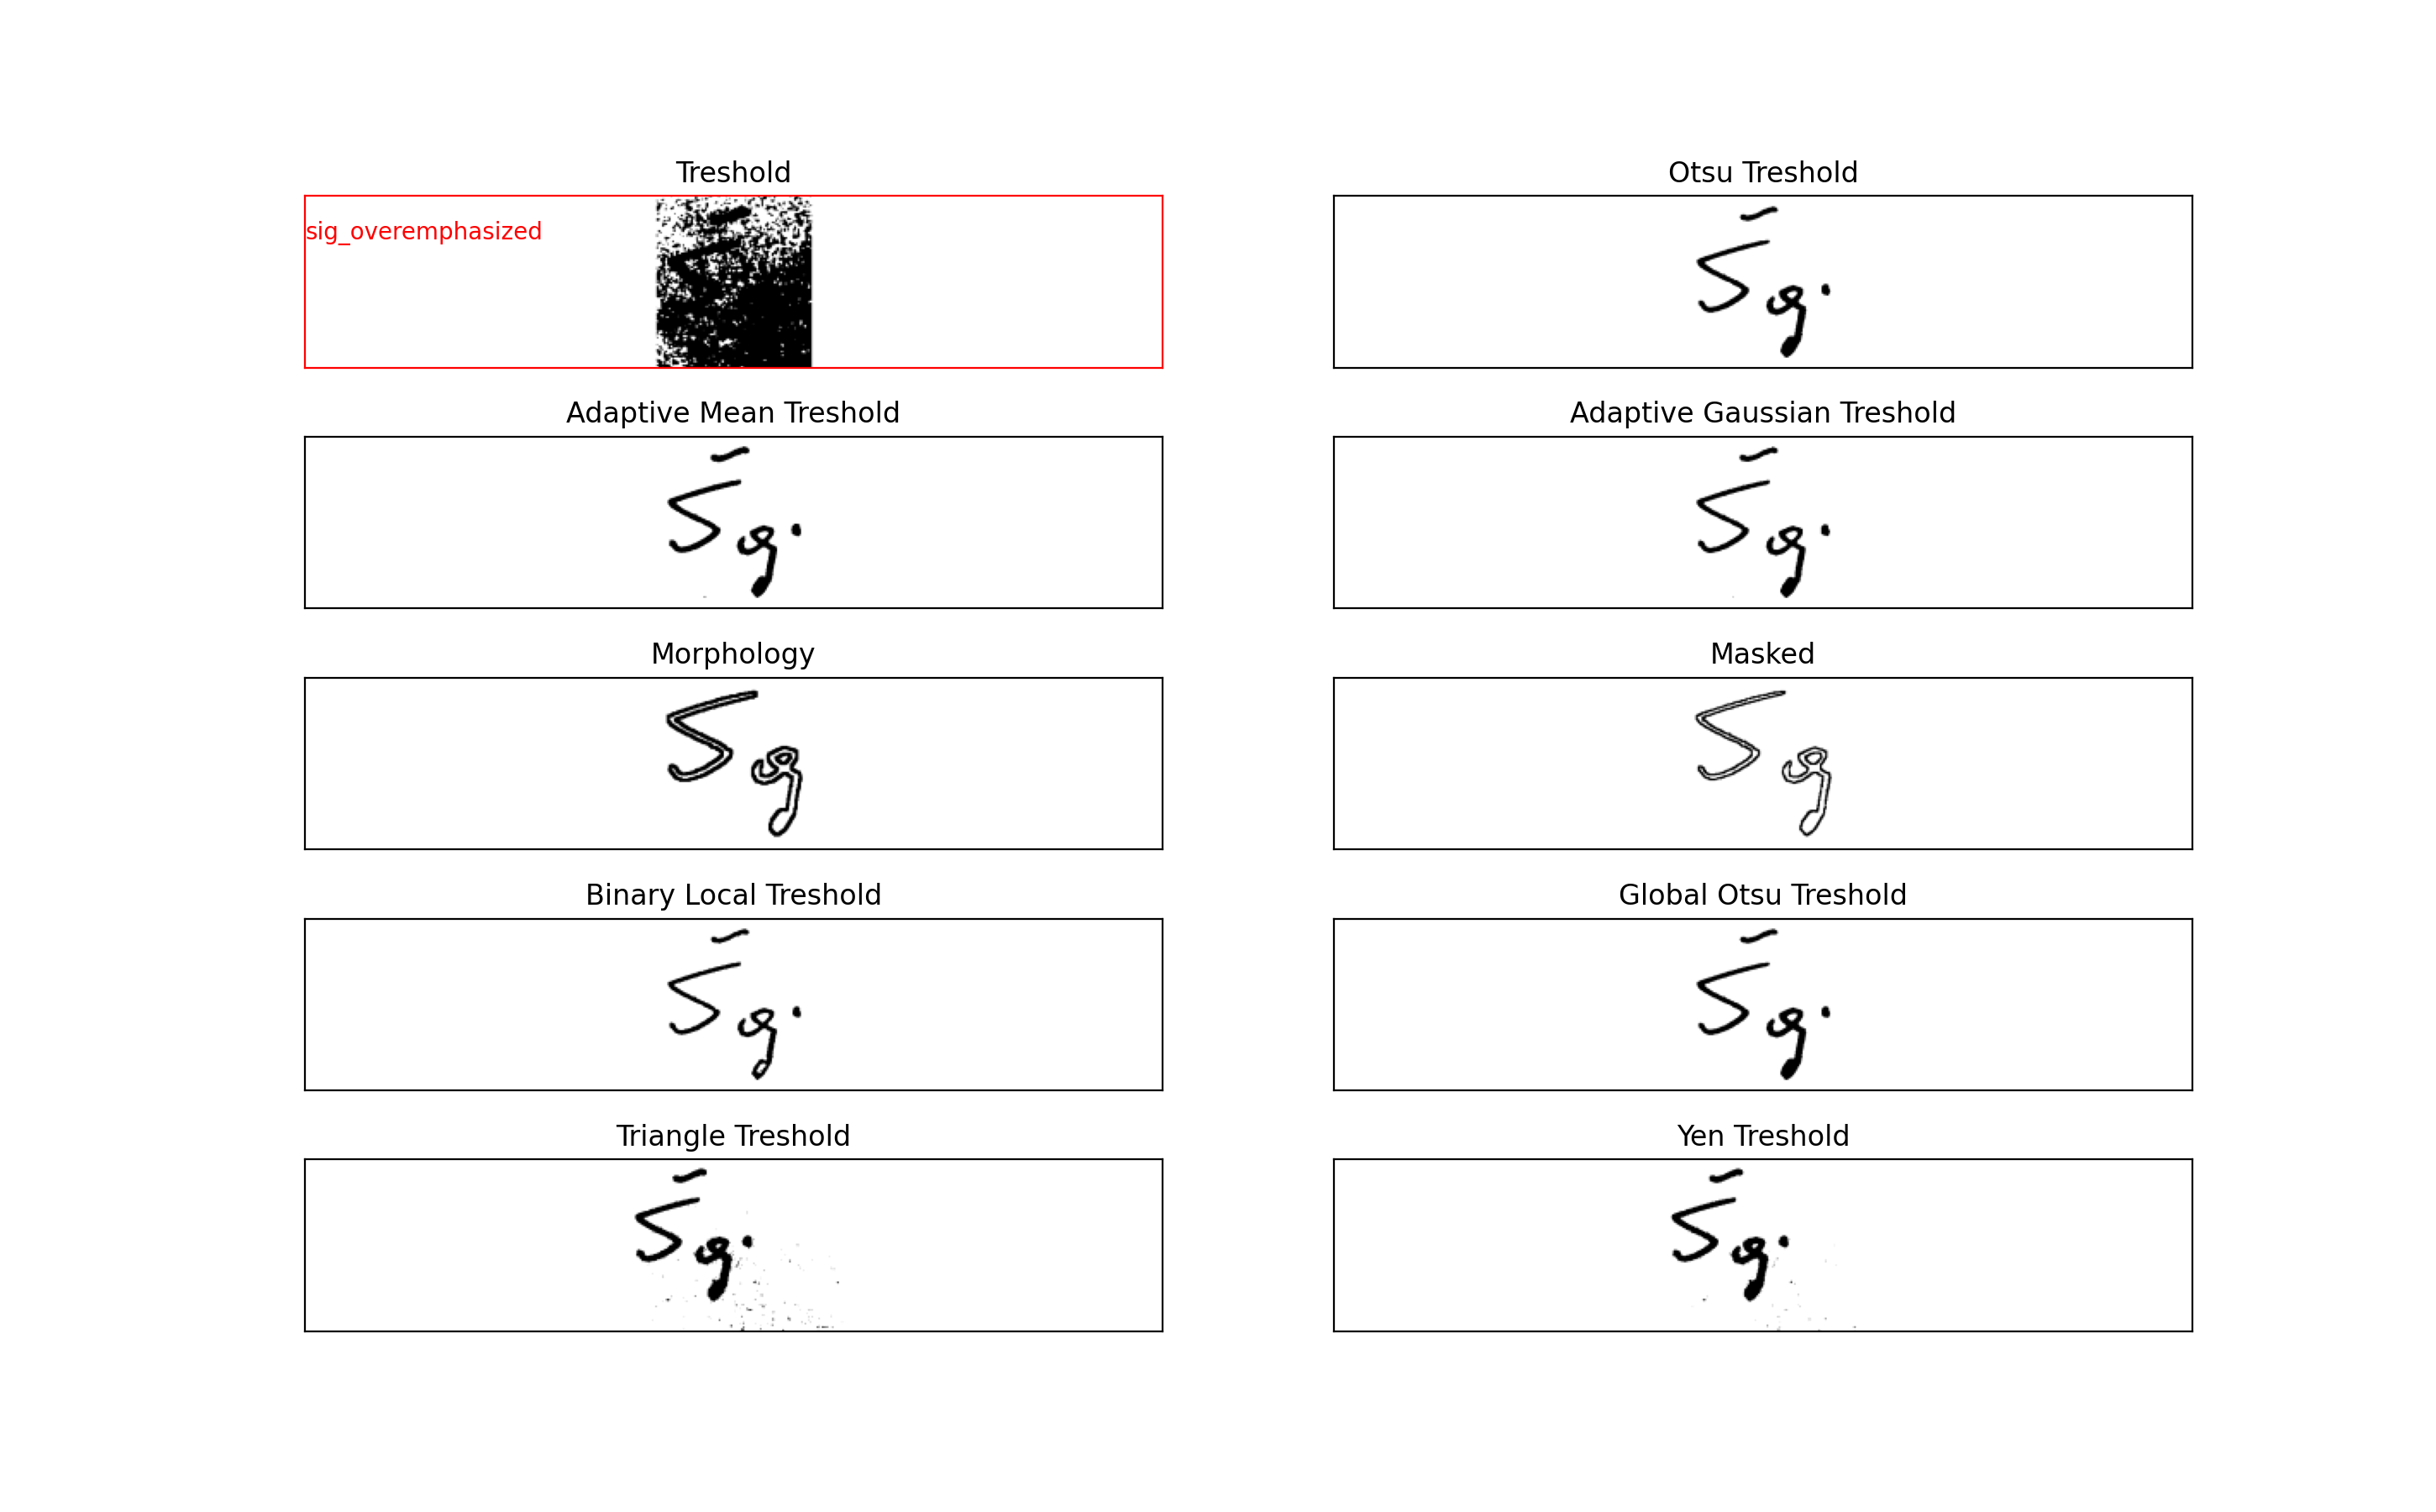 Treshold
Otsu Treshold
sig_overemphasized
Adaptive Mean Treshold
Adaptive Gaussian Treshold
Morphology
Masked
Binary Local Treshold
Global Otsu Treshold
Triangle Treshold
Yen Treshold